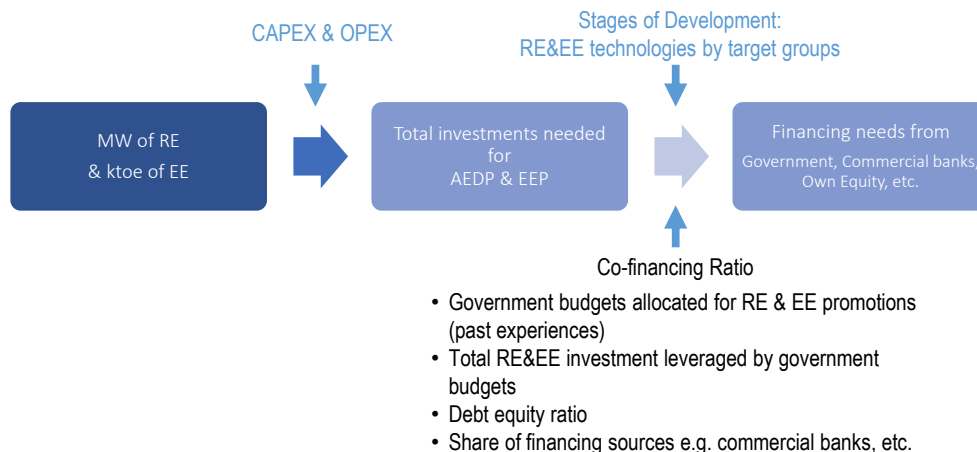 CAPEX & OPEX
Stages of Development:
RE&EE technologies by target groups
MW of RE
& ktoe of EE
Total investments needed
for
AEDP & EEP
Financing needs from
Government, Commercial banks,
Own Equity, etc.
Co-financing Ratio
• Government budgets allocated for RE & EE promotions
(past experiences)
• Total RE&EE investment leveraged by government
budgets
• Debt equity ratio
• Share of financing sources e.g. commercial banks, etc.